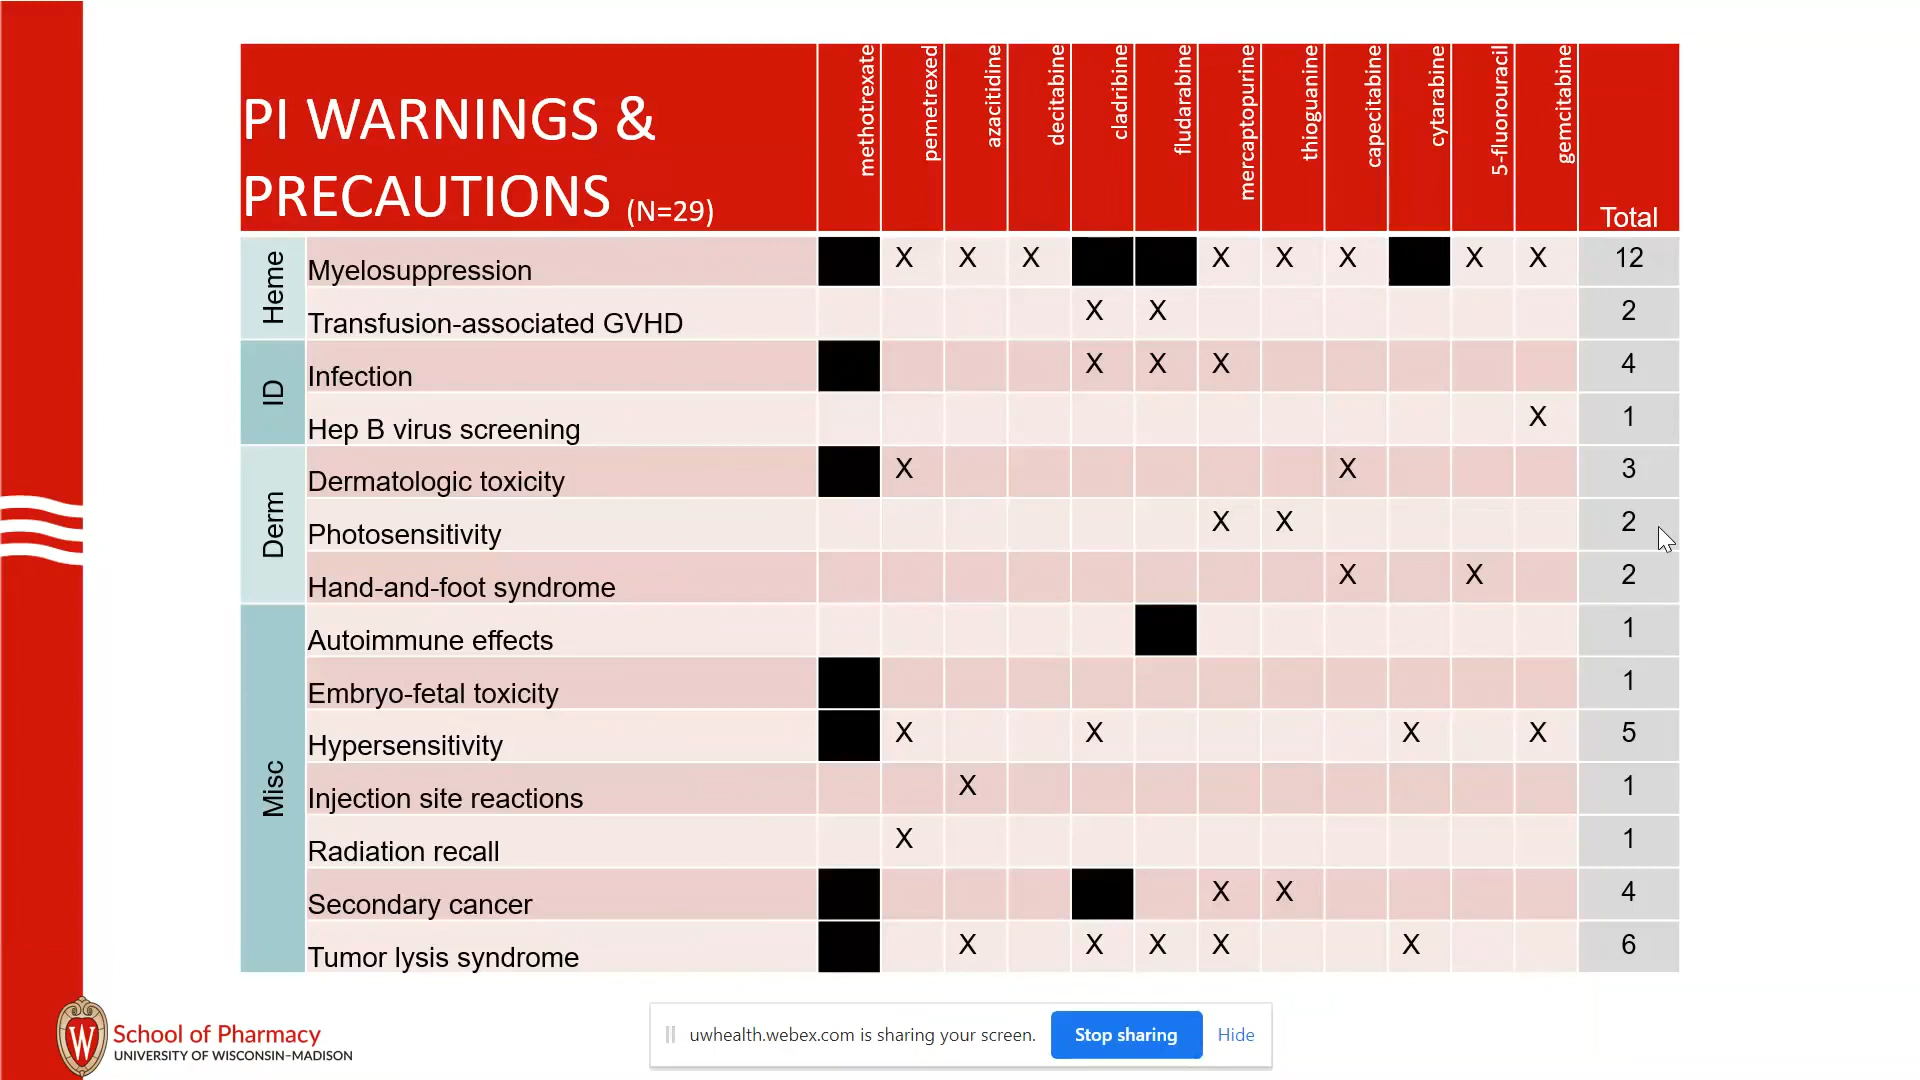 PI WARNINGS &
PRECAUTIONS (N=29)
methotrexate
pemetrexed
azacitidine
decitabine
cladribine
fludarabine
mercaptopurine
thioguanine
capecitabine
cytarabine
5-fluorouracil
gemcitabine
Total
Heme
Myelosuppression X X X X X X X X 12
Transfusion-associated GVHD X X 2
ID
Infection X X X 4
Hep B virus screening X 1
Derm
Dermatologic toxicity X X 3
Photosensitivity X X 2
Hand-and-foot syndrome X X 2
Misc
Autoimmune effects 1
Embryo-fetal toxicity 1
Hypersensitivity X X X X 5
Injection site reactions X 1
Radiation recall X 1
Secondary cancer X X 4
Tumor lysis syndrome X X X X X 6
W
School of Pharmacy
UNIVERSITY OF WISCONSIN–MADISON
uwhealth.webex.com is sharing your screen. Stop sharing Hide